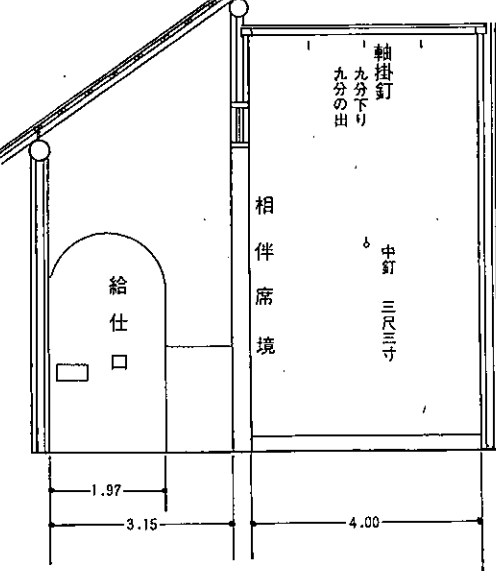 軸掛釘
九分下り
九分の出
中釘 三尺三寸
相伴席境
給仕口
1.97
3.15
4.00